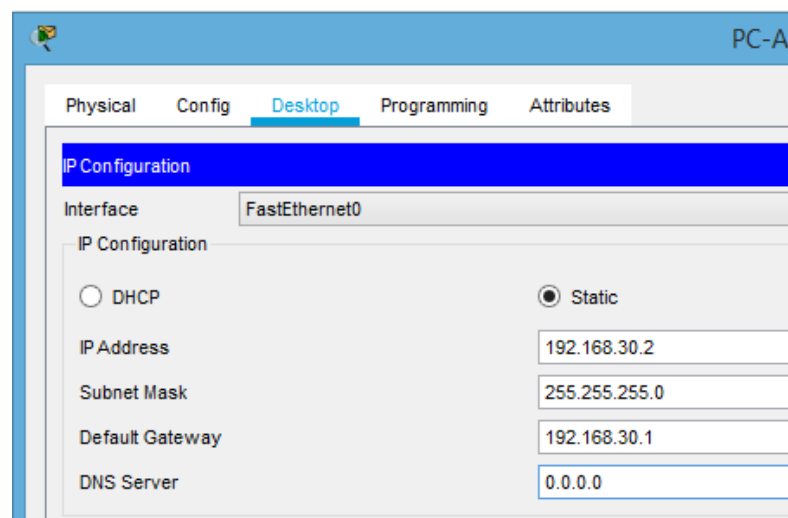 PC-A
Physical Config Desktop Programming Attributes
IP Configuration
Interface FastEthernet0
IP Configuration
DHCP Static
IP Address 192.168.30.2
Subnet Mask 255.255.255.0
Default Gateway 192.168.30.1
DNS Server 0.0.0.0